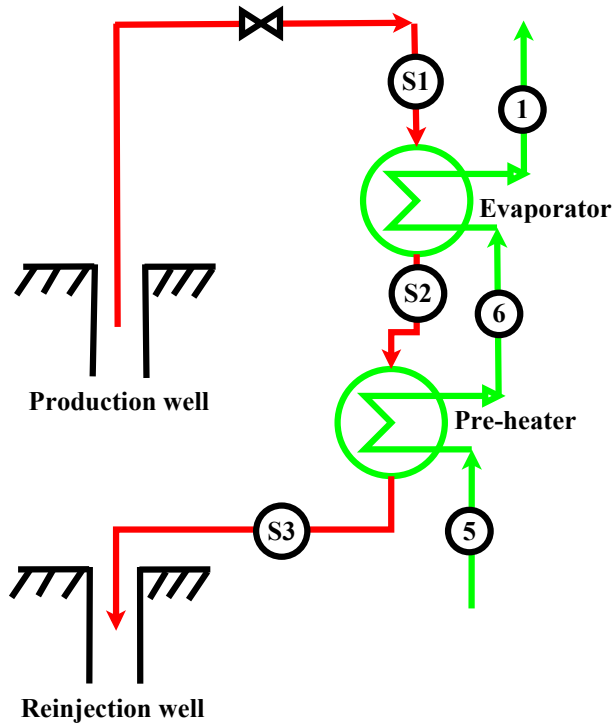 S1
1
Evaporator
S2
6
Production well
Pre-heater
S3
5
Reinjection well